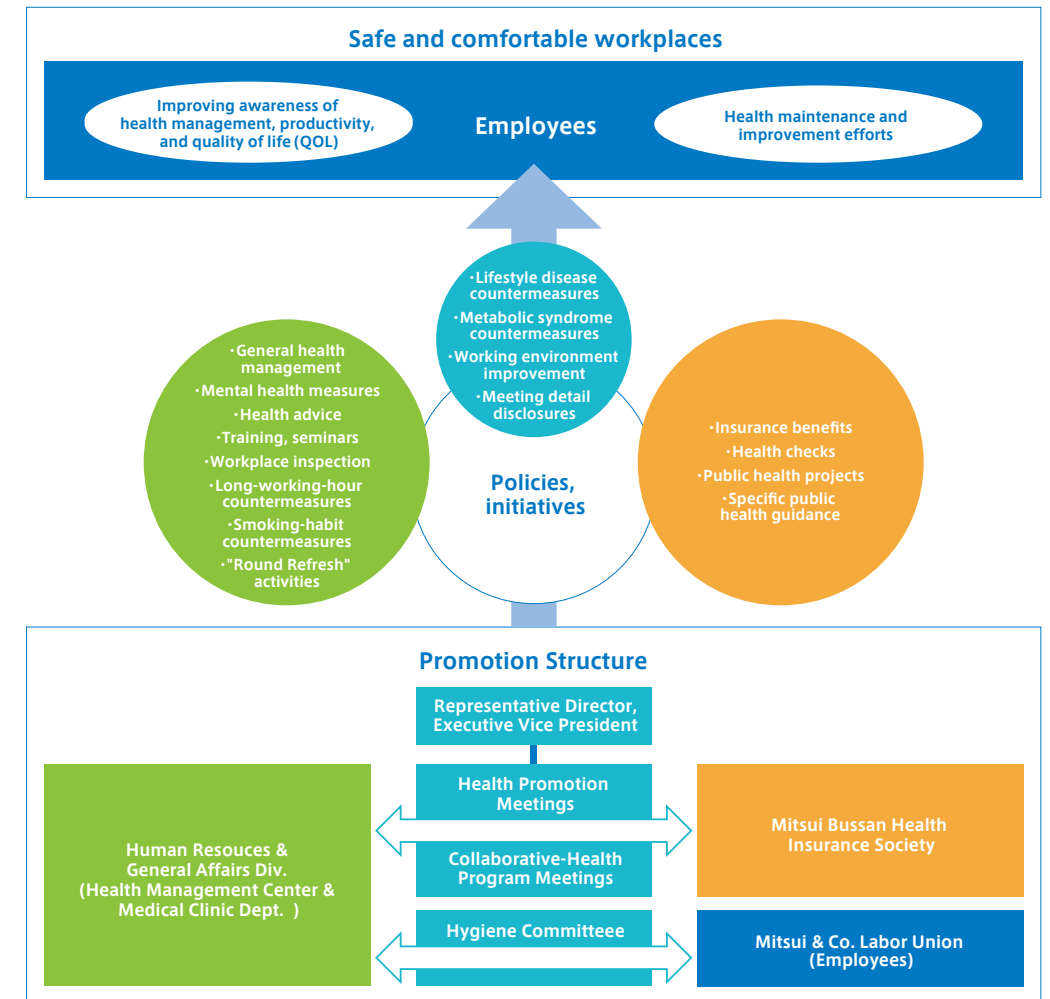 Safe and comfortable workplaces
Improving awareness of
health management, productivity,
and quality of life (QOL)
Employees
Health maintenance and
improvement efforts
・Lifestyle disease
countermeasures
・Metabolic syndrome
countermeasures
・Working environment
improvement
・Meeting detail
disclosures
・General health
management
・Mental health measures
・Health advice
・Training, seminars
・Workplace inspection
・Long-working-hour
countermeasures
・Smoking-habit
countermeasures
・"Round Refresh"
activities
Policies,
initiatives
・Insurance benefits
・Health checks
・Public health projects
・Specific public
health guidance
Promotion Structure
Representative Director,
Executive Vice President
Human Resouces &
General Affairs Div.
(Health Management Center &
Medical Clinic Dept. )
Health Promotion
Meetings
Collaborative-Health
Program Meetings
Hygiene Committeee
Mitsui Bussan Health
Insurance Society
Mitsui & Co. Labor Union
(Employees)